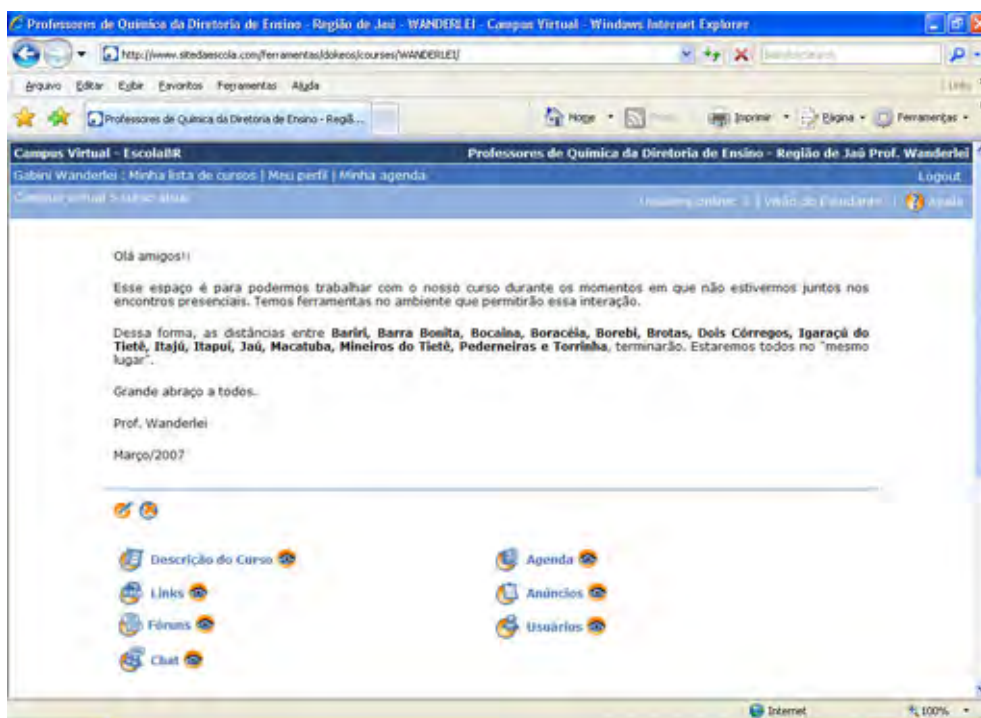 Professores de Química da Diretoria de Ensino - Região de Jaú - WANDERLEI - Campus Virtual - Windows Internet Explorer
http://www.sitedaescola.com/ferramentas/dokeos/courses/WANDERLEI/
Arquivo Editar Exibir Favoritos Ferramentas Ajuda Links
Professores de Química da Diretoria de Ensino - Regiã... Home Imprimir Página Ferramentas
Campus Virtual - EscolaBR Professores de Química da Diretoria de Ensino - Região de Jaú Prof. Wanderlei
Gabini Wanderlei : Minha lista de cursos | Meu perfil | Minha agenda Logout
Visão do Estudante | Ajuda
Olá amigos!!
Esse espaço é para podermos trabalhar com o nosso curso durante os momentos em que não estivermos juntos nos
encontros presenciais. Temos ferramentas no ambiente que permitirão essa interação.
Dessa forma, as distâncias entre Bariri, Barra Bonita, Bocaina, Boracéia, Borebi, Brotas, Dois Córregos, Igaraçú do
Tietê, Itajú, Itapuí, Jaú, Macatuba, Mineiros do Tietê, Pederneiras e Torrinha, terminarão. Estaremos todos no "mesmo
lugar".
Grande abraço a todos.
Prof. Wanderlei
Março/2007
Descrição do Curso Agenda
Links Anúncios
Fóruns Usuários
Chat
Internet 100%